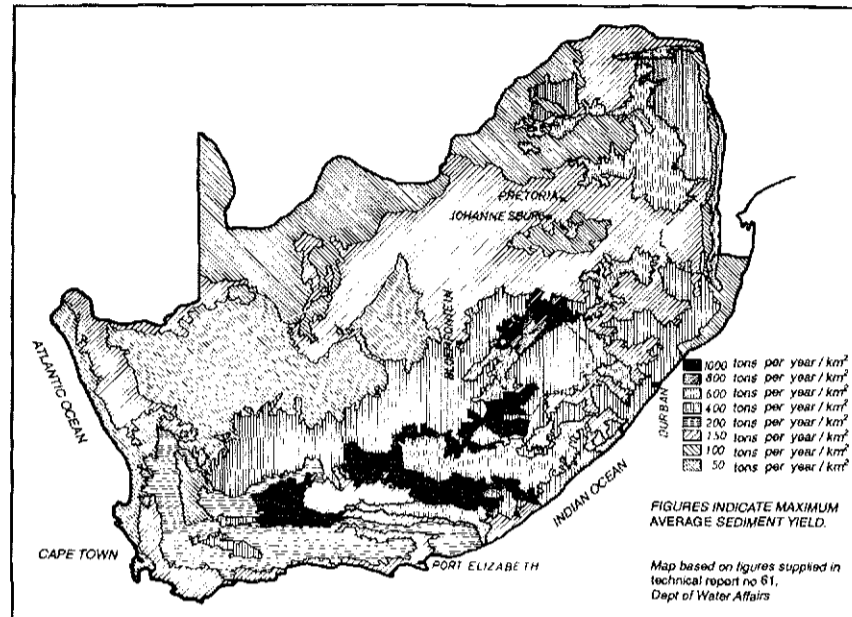 PRETORIA
JOHANNESBURG
BLOEMFONTEIN
ATLANTIC OCEAN
DURBAN
1000 tons per year / km²
800 tons per year / km²
600 tons per year / km²
400 tons per year / km²
200 tons per year / km²
150 tons per year / km²
100 tons per year / km²
50 tons per year / km²
INDIAN OCEAN
FIGURES INDICATE MAXIMUM
AVERAGE SEDIMENT YIELD.
CAPE TOWN
PORT ELIZABETH
Map based on figures supplied in
technical report no 61,
Dept of Water Affairs